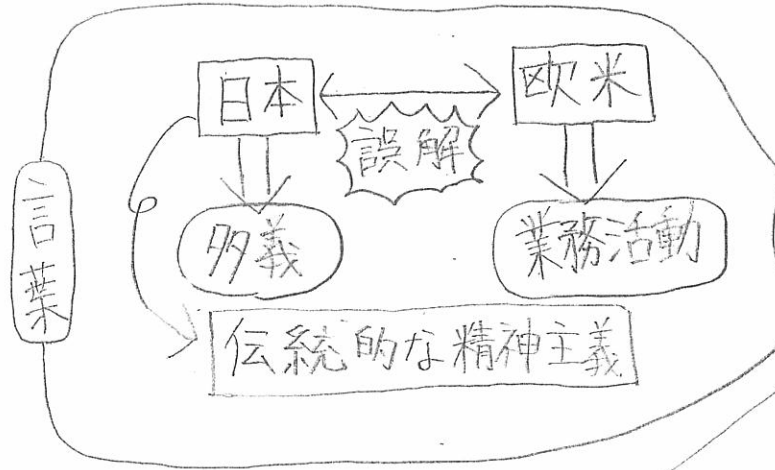 日本
欧米
誤解
言葉
多義
業務活動
伝統的な精神主義